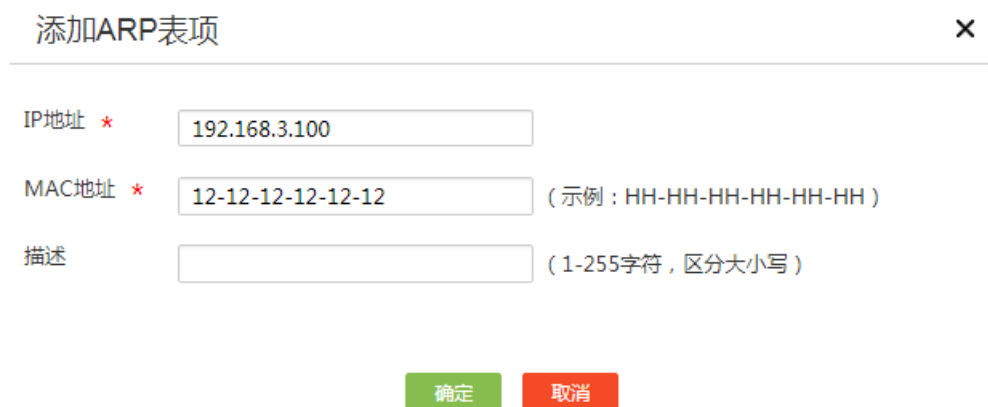 添加ARP表项
IP地址 * 192.168.3.100
MAC地址 * 12-12-12-12-12-12 (示例：HH-HH-HH-HH-HH-HH)
描述 (1-255字符，区分大小写)
确定 取消